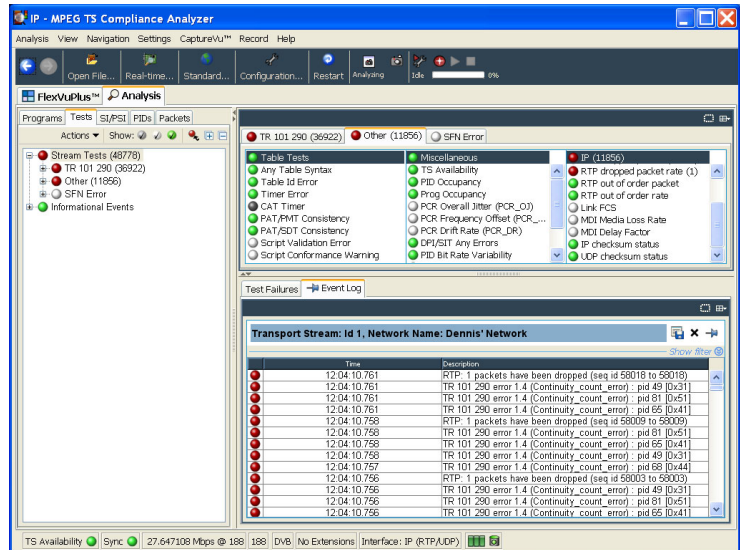 IP - MPEG TS Compliance Analyzer
Analysis View Navigation Settings CaptureVu™ Record Help
Open File... Real-time... Standard... Configuration... Restart Analyzing Idle 0%
FlexVuPlus™ Analysis
Programs Tests SI/PSI PIDs Packets
Actions Show:
Stream Tests (48778)
TR 101 290 (36922)
Other (11856)
SFN Error
Informational Events
TR 101 290 (36922) Other (11856) SFN Error
Table Tests
Any Table Syntax
Table Id Error
Timer Error
CAT Timer
PAT/PMT Consistency
PAT/SDT Consistency
Script Validation Error
Script Conformance Warning
Miscellaneous
TS Availability
PID Occupancy
Prog Occupancy
PCR Overall Jitter (PCR_OJ)
PCR Frequency Offset (PCR_...
PCR Drift Rate (PCR_DR)
DPI/SIT Any Errors
PID Bit Rate Variability
IP (11856)
RTP dropped packet rate (1)
RTP out of order packet
RTP out of order rate
Link FCS
MDI Media Loss Rate
MDI Delay Factor
IP checksum status
UDP checksum status
Test Failures Event Log
Transport Stream: Id 1, Network Name: Dennis' Network
Show filter
Time Description
12:04:10.761 RTP: 1 packets have been dropped (seq id 58018 to 58018)
12:04:10.761 TR 101 290 error 1.4 (Continuity_count_error) : pid 49 [0x31]
12:04:10.761 TR 101 290 error 1.4 (Continuity_count_error) : pid 81 [0x51]
12:04:10.761 TR 101 290 error 1.4 (Continuity_count_error) : pid 65 [0x41]
12:04:10.758 RTP: 1 packets have been dropped (seq id 58009 to 58009)
12:04:10.758 TR 101 290 error 1.4 (Continuity_count_error) : pid 81 [0x51]
12:04:10.758 TR 101 290 error 1.4 (Continuity_count_error) : pid 65 [0x41]
12:04:10.758 TR 101 290 error 1.4 (Continuity_count_error) : pid 49 [0x31]
12:04:10.757 TR 101 290 error 1.4 (Continuity_count_error) : pid 68 [0x44]
12:04:10.756 RTP: 1 packets have been dropped (seq id 58003 to 58003)
12:04:10.756 TR 101 290 error 1.4 (Continuity_count_error) : pid 49 [0x31]
12:04:10.756 TR 101 290 error 1.4 (Continuity_count_error) : pid 81 [0x51]
12:04:10.756 TR 101 290 error 1.4 (Continuity_count_error) : pid 65 [0x41]
TS Availability Sync 27.647108 Mbps @ 188 188 DVB No Extensions Interface: IP (RTP/UDP)